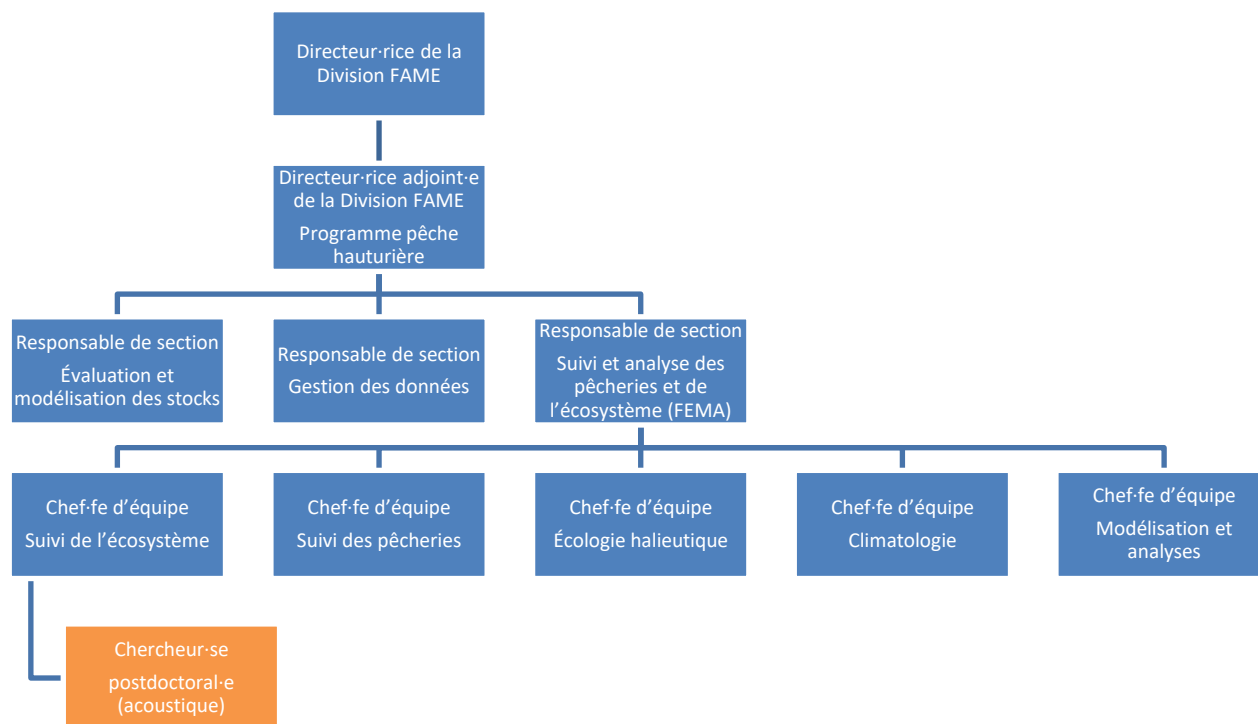 Directeur·rice de la
Division FAME
Directeur·rice adjoint·e
de la Division FAME
Programme pêche
hauturière
Responsable de section
Évaluation et
modélisation des stocks
Responsable de section
Gestion des données
Responsable de section
Suivi et analyse des
pêcheries et de
l’écosystème (FEMA)
Chef·fe d’équipe
Suivi de l’écosystème
Chef·fe d’équipe
Suivi des pêcheries
Chef·fe d’équipe
Écologie halieutique
Chef·fe d’équipe
Climatologie
Chef·fe d’équipe
Modélisation et
analyses
Chercheur·se
postdoctoral·e
(acoustique)